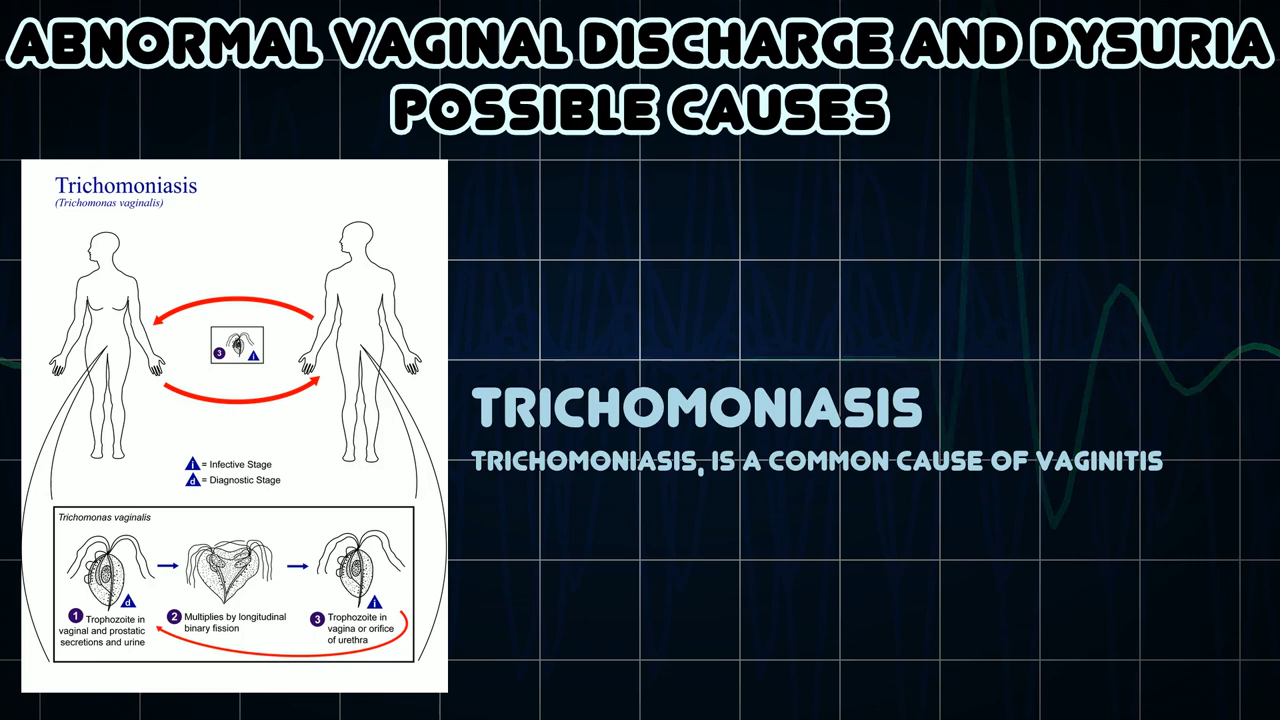 ABNORMAL VAGINAL DISCHARGE AND DYSURIA
POSSIBLE CAUSES
Trichomoniasis
(Trichomonas vaginalis)
3
i
i = Infective Stage
d = Diagnostic Stage
TRICHOMONIASIS
TRICHOMONIASIS, IS A COMMON CAUSE OF VAGINITIS
Trichomonas vaginalis
d
i
1 Trophozoite in
vaginal and prostatic
secretions and urine
2 Multiplies by longitudinal
binary fission
3 Trophozoite in
vagina or orifice
of urethra